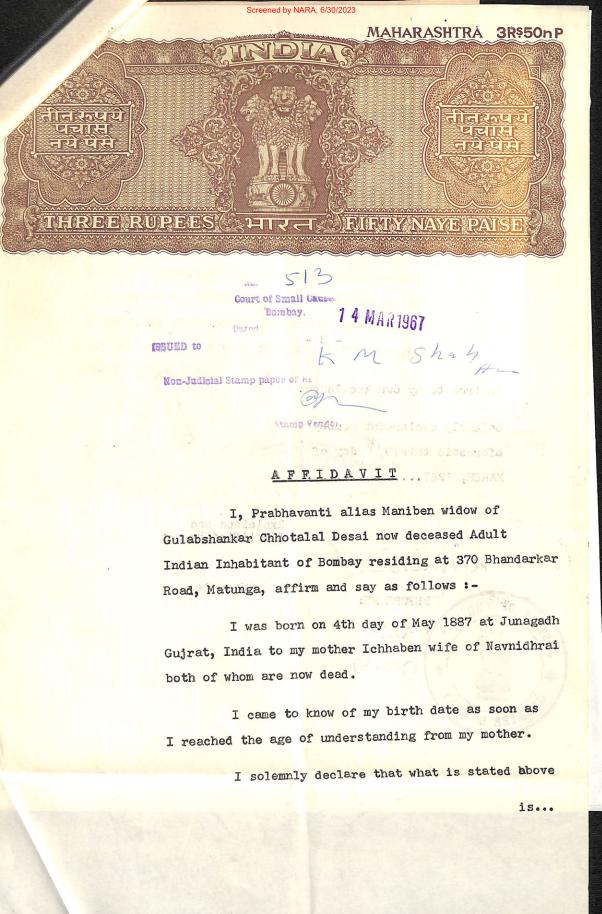 Screened by NARA, 6/30/2023
MAHARASHTRA 3R$50nP
INDIA
तीन रूपये
पचास
नये पैसे
तीन रूपये
पचास
नये पैसे
THREE RUPEES भारत FIFTY NAYE PAISE
No. 513
Court of Small Causes
Bombay.
14 MAR 1967
Dated
ISSUED to
K M Shah
Non-Judicial Stamp paper of Rs
Stamp Vendor
AFFIDAVIT
I, Prabhavanti alias Maniben widow of
Gulabshankar Chhotalal Desai now deceased Adult
Indian Inhabitant of Bombay residing at 370 Bhandarkar
Road, Matunga, affirm and say as follows :-
I was born on 4th day of May 1887 at Junagadh
Gujrat, India to my mother Ichhaben wife of Navnidhrai
both of whom are now dead.
I came to know of my birth date as soon as
I reached the age of understanding from my mother.
I solemnly declare that what is stated above
is...